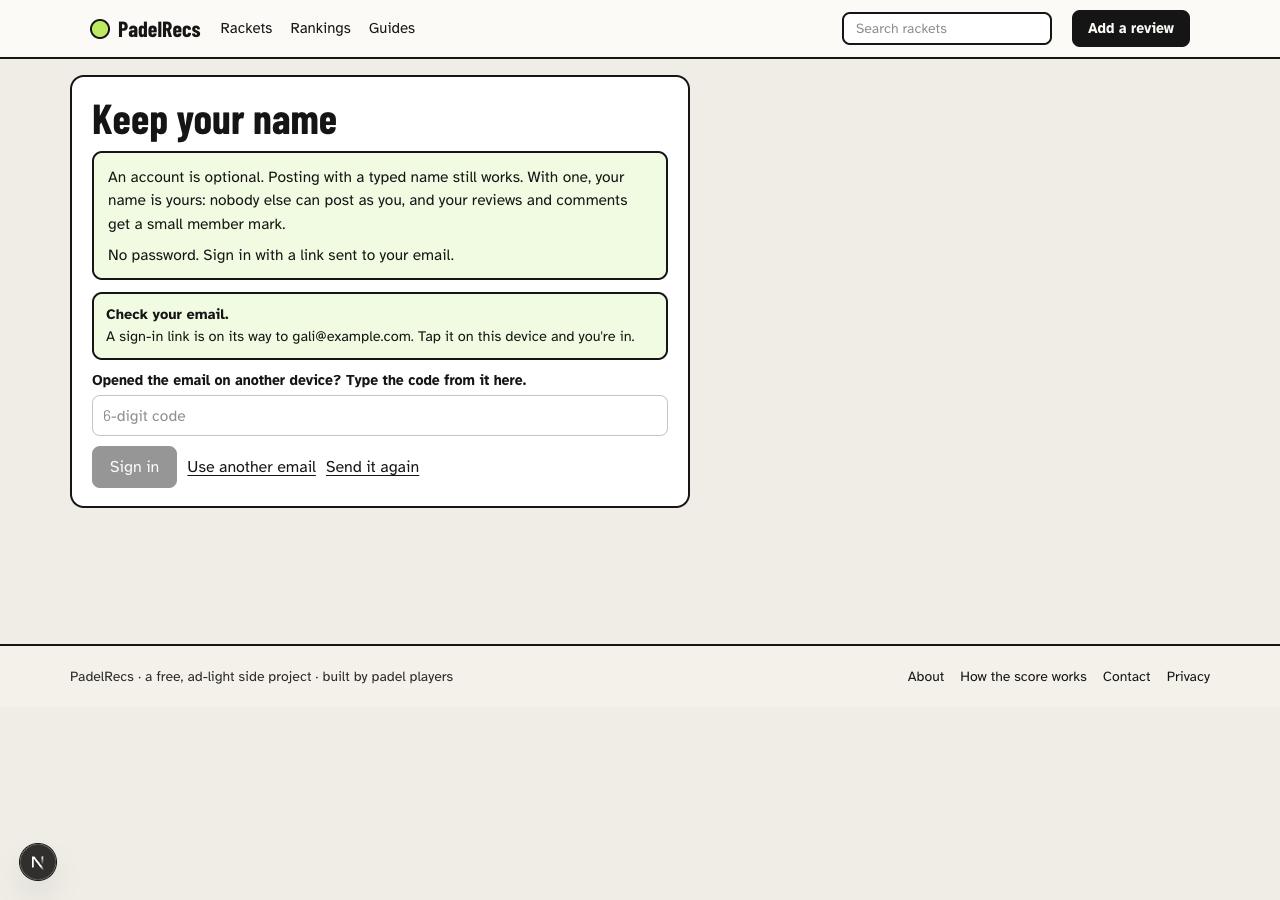 PadelRecs
Rackets
Rankings
Guides
Search rackets
Add a review
Keep your name
An account is optional. Posting with a typed name still works. With one, your
name is yours: nobody else can post as you, and your reviews and comments
get a small member mark.
No password. Sign in with a link sent to your email.
Check your email.
A sign-in link is on its way to gali@example.com. Tap it on this device and you're in.
Opened the email on another device? Type the code from it here.
6-digit code
Sign in
Use another email
Send it again
PadelRecs · a free, ad-light side project · built by padel players
About
How the score works
Contact
Privacy
N